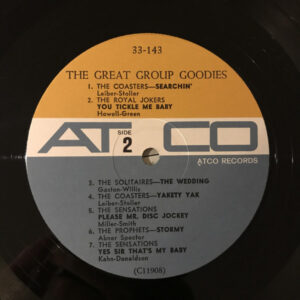 33-143
THE GREAT GROUP GOODIES
1. THE COASTERS—SEARCHIN'
Leiber-Stoller
2. THE ROYAL JOKERS
YOU TICKLE ME BABY
Howell-Green
ATCO
SIDE
2
ATCO RECORDS
3. THE SOLITAIRES—THE WEDDING
Gaston-Willis
4. THE COASTERS—YAKETY YAK
Leiber-Stoller
5. THE SENSATIONS
PLEASE MR. DISC JOCKEY
Miller-Smith
6. THE PROPHETS—STORMY
Abner Spector
7. THE SENSATIONS
YES SIR THAT'S MY BABY
Kahn-Donaldson
(C11908)